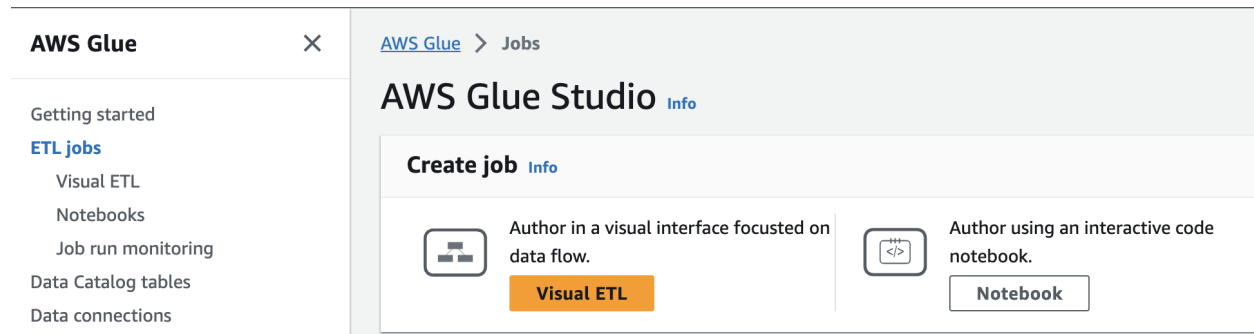 AWS Glue
Getting started
ETL jobs
Visual ETL
Notebooks
Job run monitoring
Data Catalog tables
Data connections
AWS Glue > Jobs
AWS Glue Studio Info
Create job Info
Author in a visual interface focusted on
data flow.
Visual ETL
</> Author using an interactive code
notebook.
Notebook